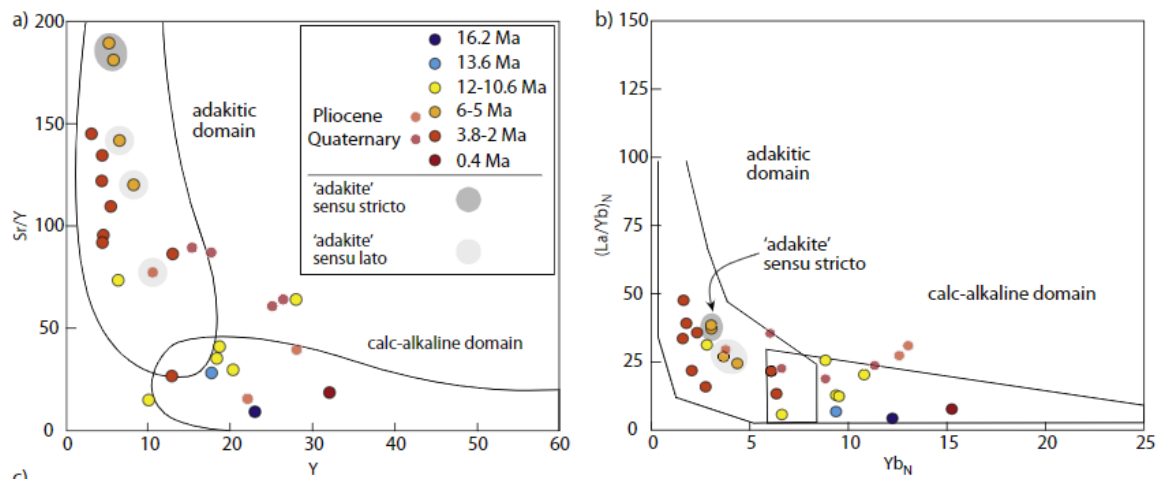 a)
200
150
100
50
0
Sr/Y
0 10 20 30 40 50 60
Y
adakitic
domain
calc-alkaline domain
16.2 Ma
13.6 Ma
12-10.6 Ma
Pliocene 6-5 Ma
Quaternary 3.8-2 Ma
0.4 Ma
'adakite'
sensu stricto
'adakite'
sensu lato
b)
150
125
100
75
50
25
0
(La/Yb)N
0 5 10 15 20 25
YbN
adakitic
domain
'adakite'
sensu stricto
calc-alkaline domain
c)